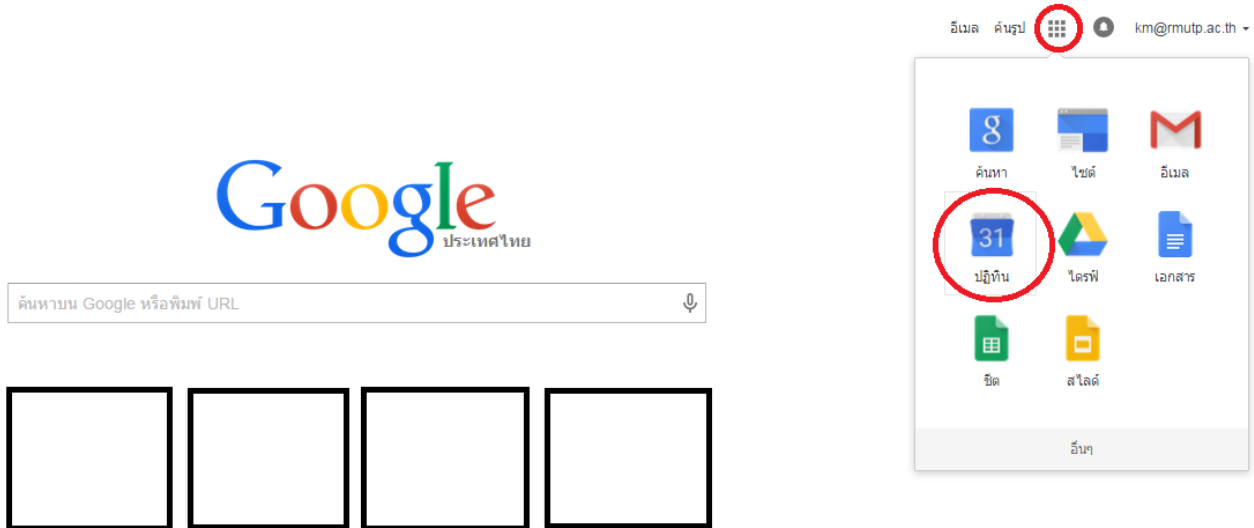 อีเมล ค้นรูป km@rmutp.ac.th
g
ค้นหา ไซต์ อีเมล
Google
ประเทศไทย
31
ปฏิทิน ไดรฟ์ เอกสาร
ค้นหาบน Google หรือพิมพ์ URL
ชีต สไลด์
อื่นๆ